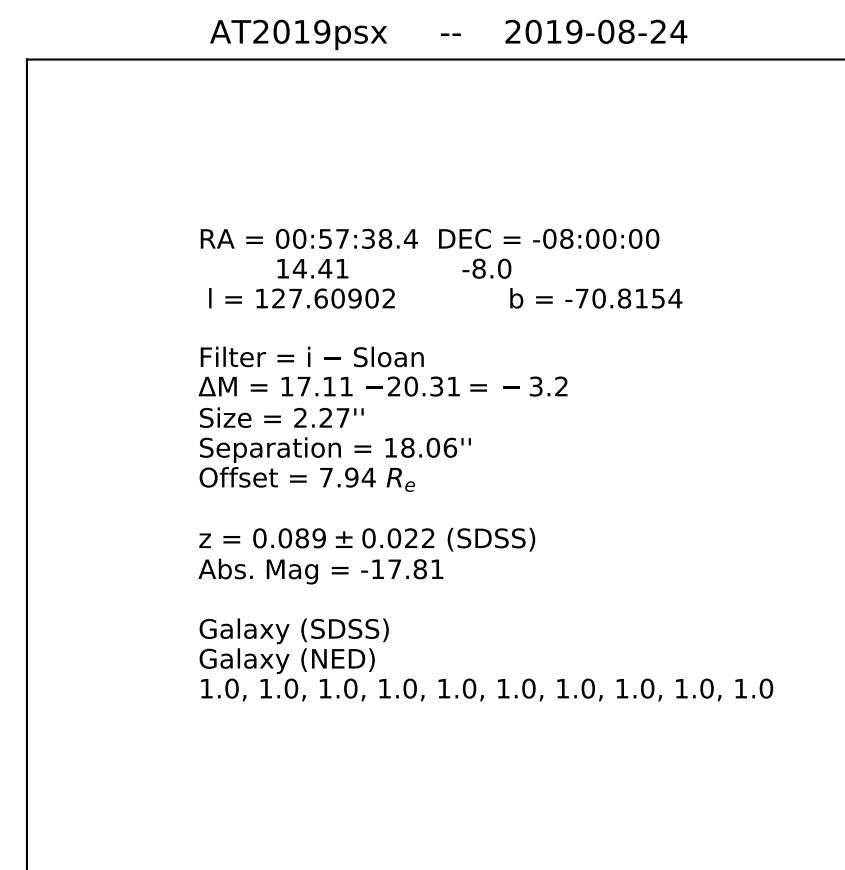 AT2019psx -- 2019-08-24
RA = 00:57:38.4 DEC = -08:00:00
14.41 -8.0
l = 127.60902 b = -70.8154
Filter = i − Sloan
ΔM = 17.11 −20.31 = − 3.2
Size = 2.27''
Separation = 18.06''
Offset = 7.94 Rₑ
z = 0.089 ± 0.022 (SDSS)
Abs. Mag = -17.81
Galaxy (SDSS)
Galaxy (NED)
1.0, 1.0, 1.0, 1.0, 1.0, 1.0, 1.0, 1.0, 1.0, 1.0